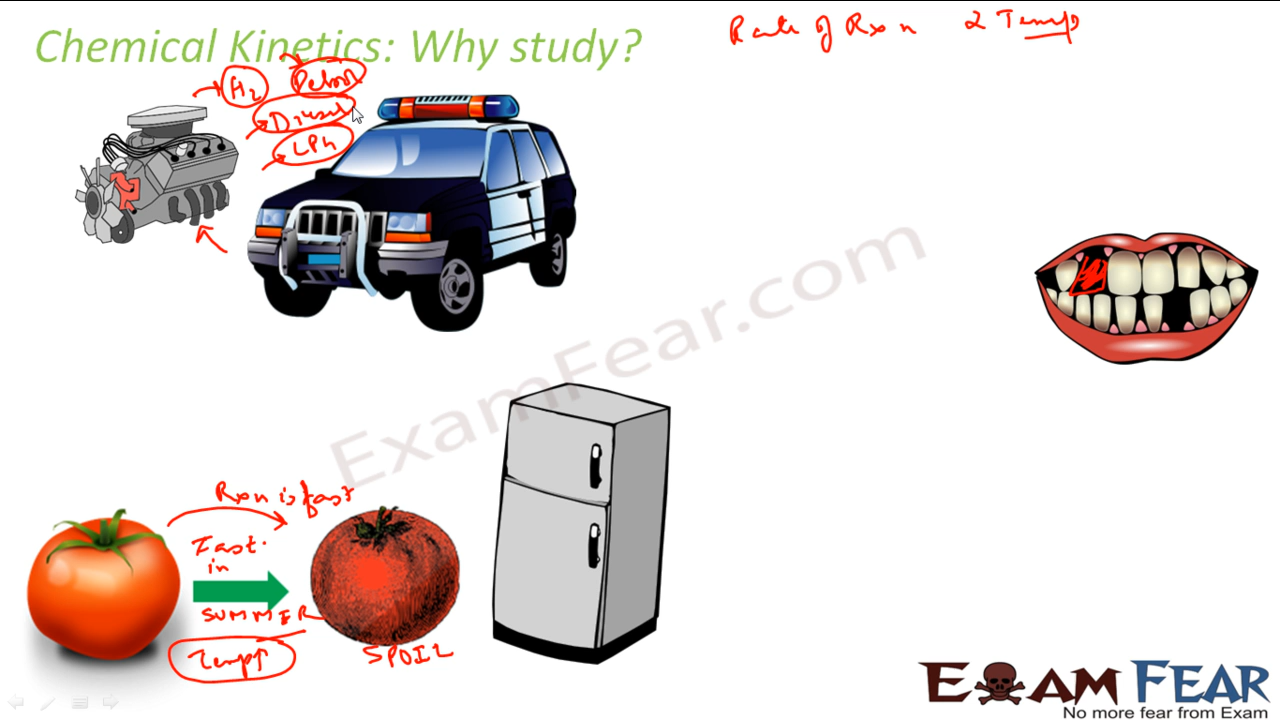 Chemical Kinetics: Why study?
Rate of Rxn α Temp
H2
Petrol
Diesel
LPG
ExamFear.com
Rxn is fast
Fast
in
SUMMER
Temp↑
SPOIL
EXAM FEAR
No more fear from Exam